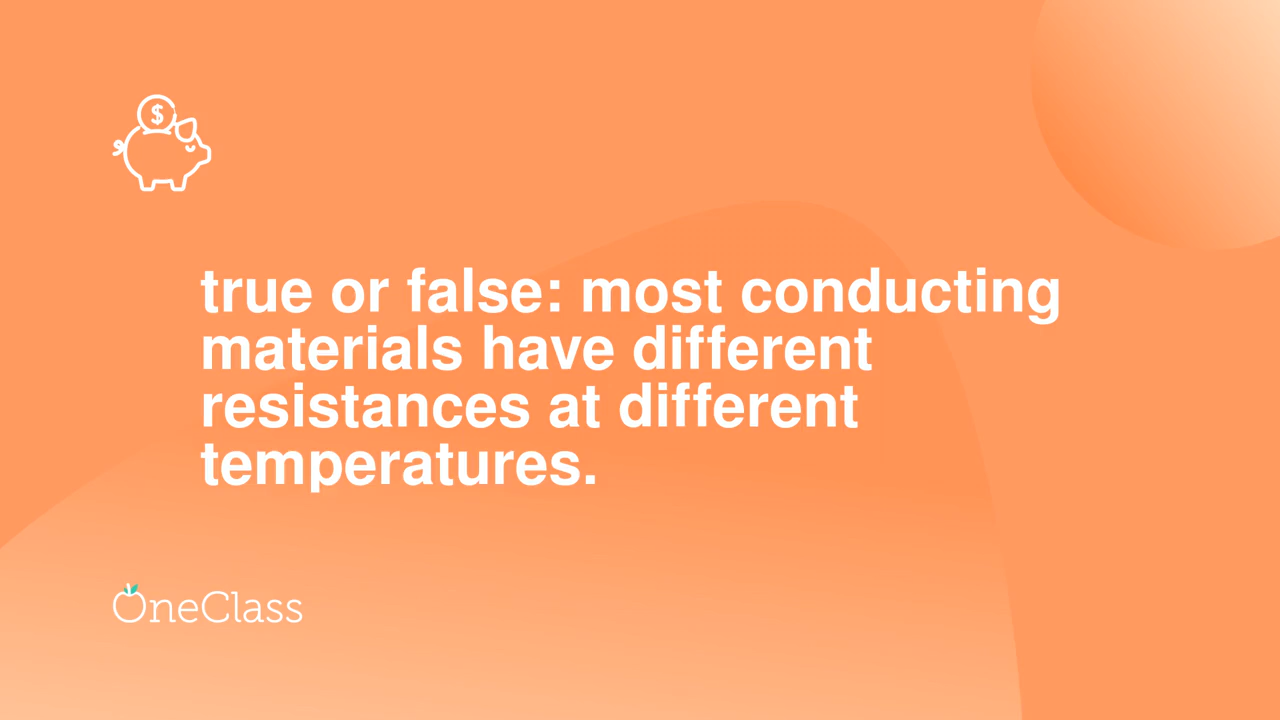 $
true or false: most conducting
materials have different
resistances at different
temperatures.
OneClass